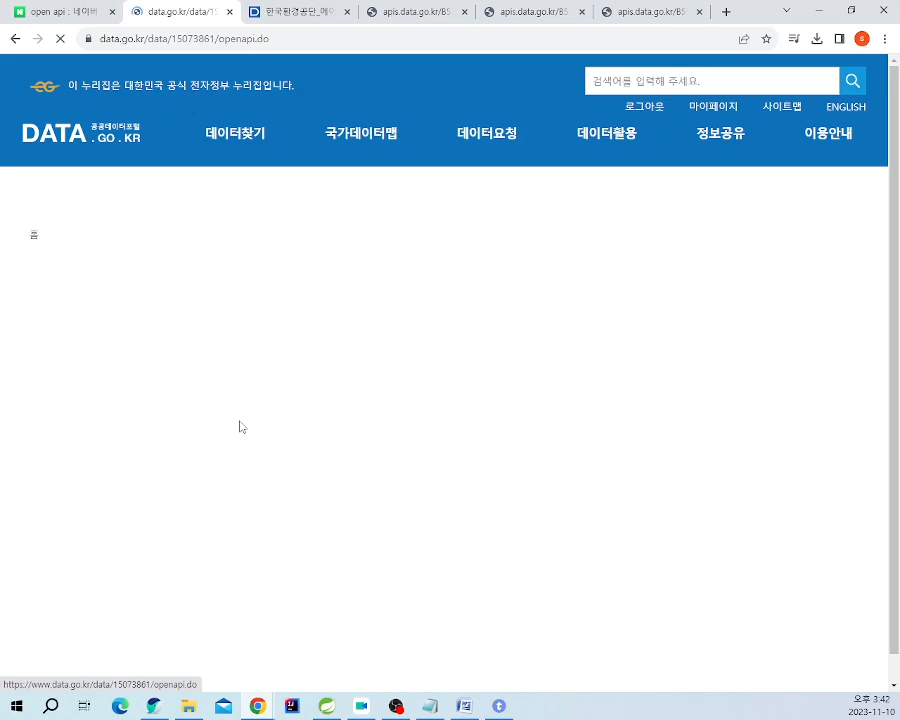 open api : 네이버
data.go.kr/data/15
한국환경공단_에어
apis.data.go.kr/B5
apis.data.go.kr/B5
apis.data.go.kr/B5
data.go.kr/data/15073861/openapi.do
이 누리집은 대한민국 공식 전자정부 누리집입니다.
검색어를 입력해 주세요.
로그아웃
마이페이지
사이트맵
ENGLISH
DATA 공공데이터포털
. GO . KR
데이터찾기
국가데이터맵
데이터요청
데이터활용
정보공유
이용안내
홈
https://www.data.go.kr/data/15073861/openapi.do
오후 3:42
2023-11-10